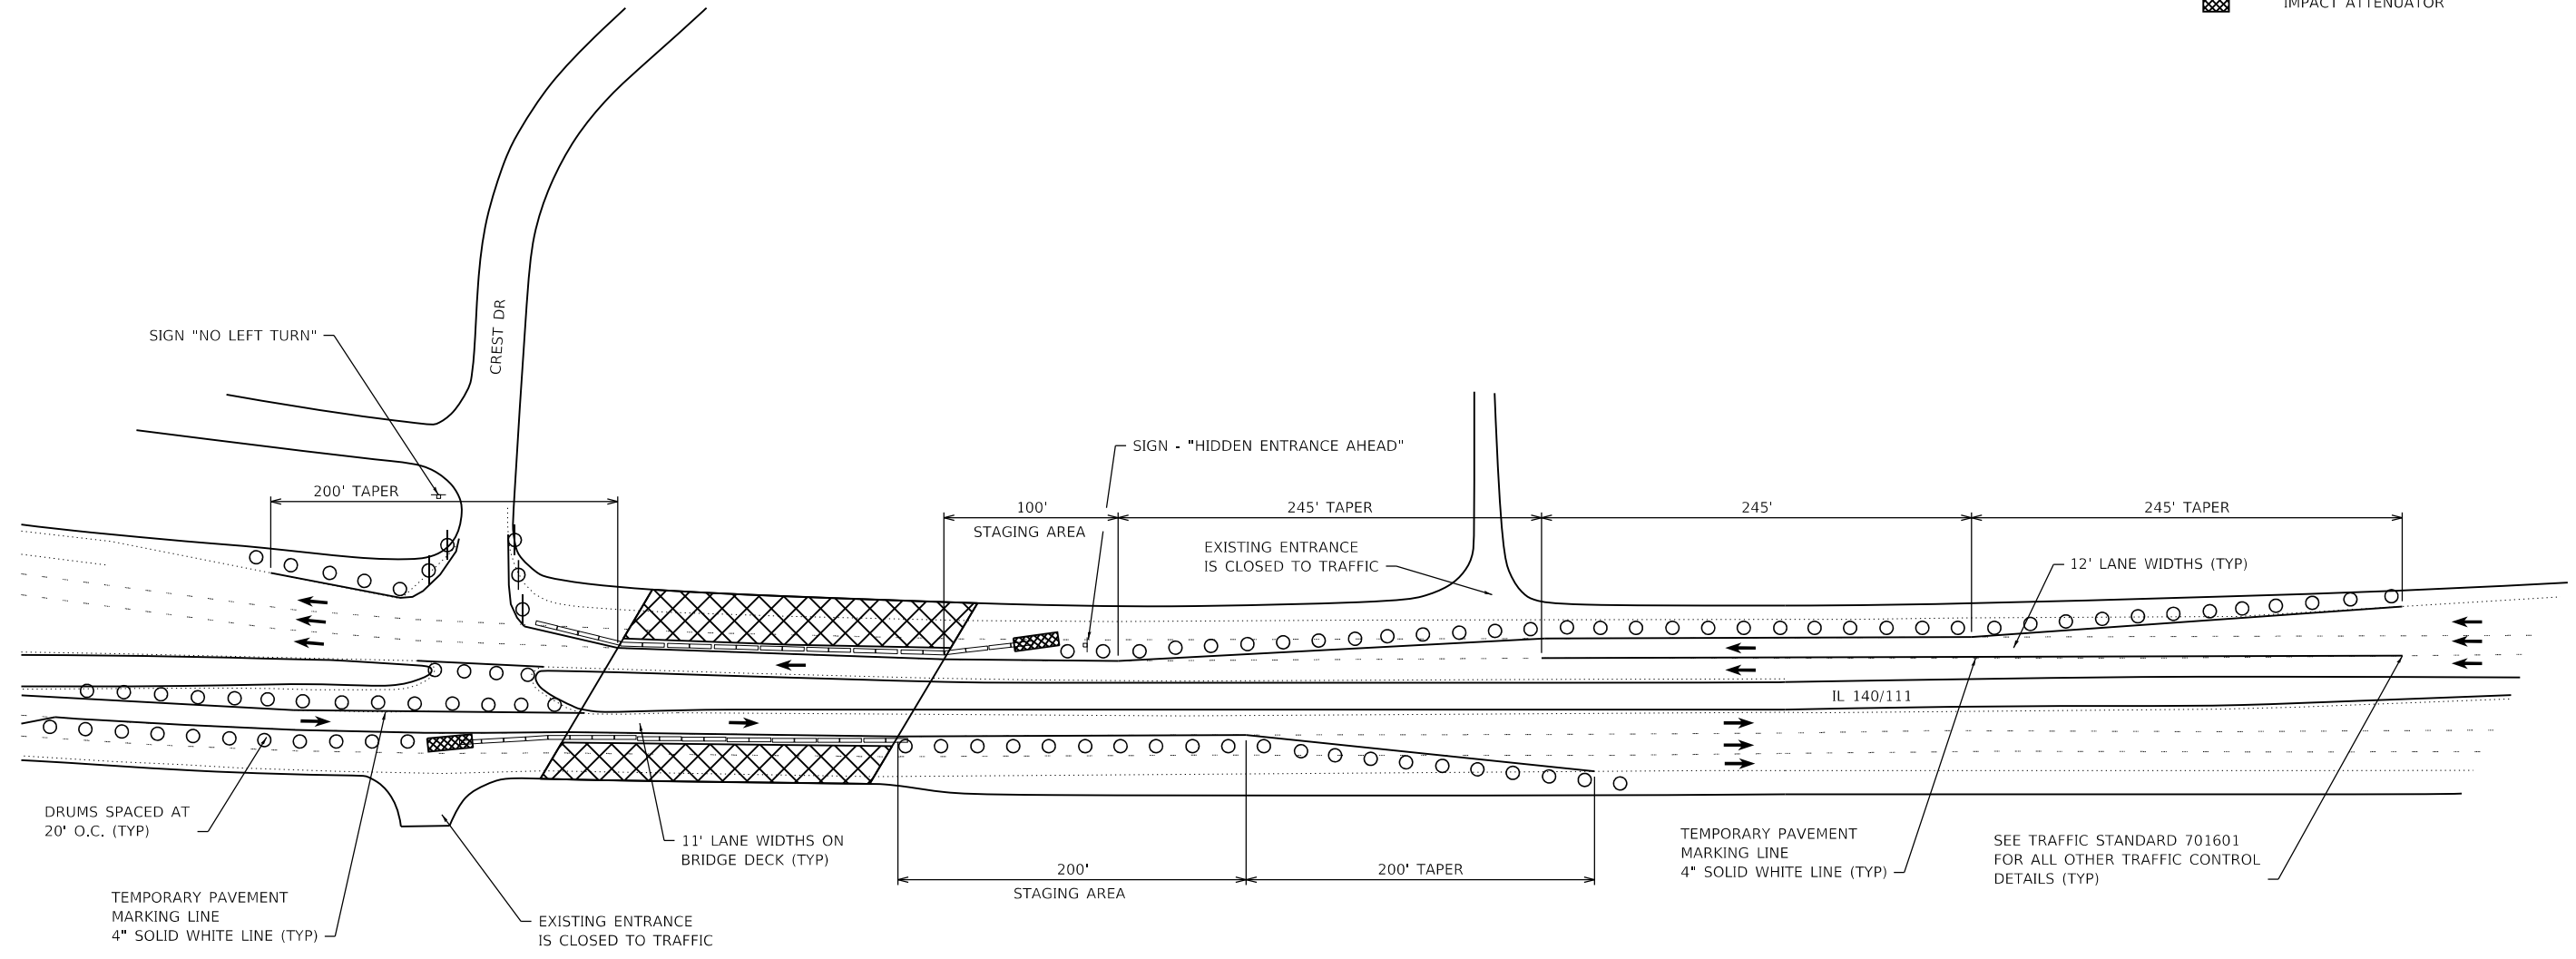 IMPACT ATTENUATOR
CREST DR
SIGN "NO LEFT TURN"
SIGN - "HIDDEN ENTRANCE AHEAD"
200' TAPER
100'
STAGING AREA
245' TAPER
245'
245' TAPER
EXISTING ENTRANCE
IS CLOSED TO TRAFFIC
12' LANE WIDTHS (TYP)
IL 140/111
DRUMS SPACED AT
20' O.C. (TYP)
11' LANE WIDTHS ON
BRIDGE DECK (TYP)
TEMPORARY PAVEMENT
MARKING LINE
4" SOLID WHITE LINE (TYP)
SEE TRAFFIC STANDARD 701601
FOR ALL OTHER TRAFFIC CONTROL
DETAILS (TYP)
200'
STAGING AREA
200' TAPER
TEMPORARY PAVEMENT
MARKING LINE
4" SOLID WHITE LINE (TYP)
EXISTING ENTRANCE
IS CLOSED TO TRAFFIC